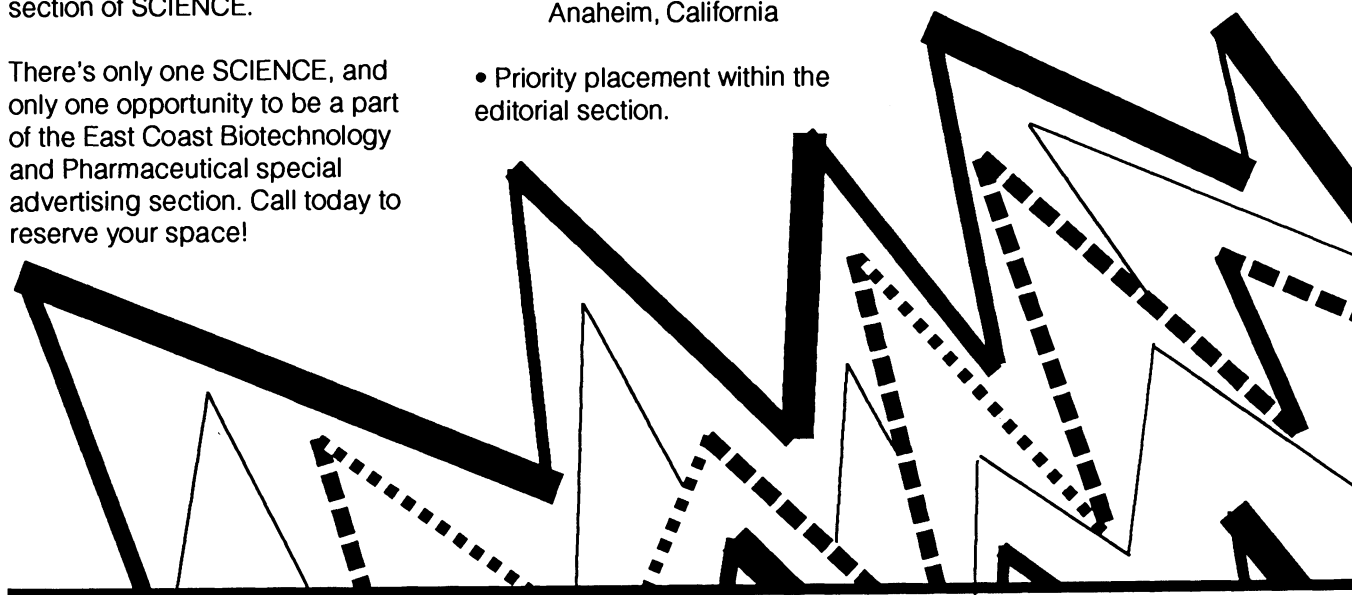 section of SCIENCE.
There's only one SCIENCE, and
only one opportunity to be a part
of the East Coast Biotechnology
and Pharmaceutical special
advertising section. Call today to
reserve your space!
Anaheim, California
• Priority placement within the
editorial section.